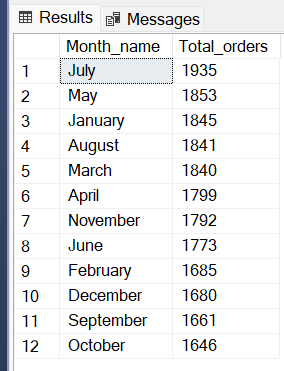 Results Messages
Month_name Total_orders
1 July 1935
2 May 1853
3 January 1845
4 August 1841
5 March 1840
6 April 1799
7 November 1792
8 June 1773
9 February 1685
10 December 1680
11 September 1661
12 October 1646